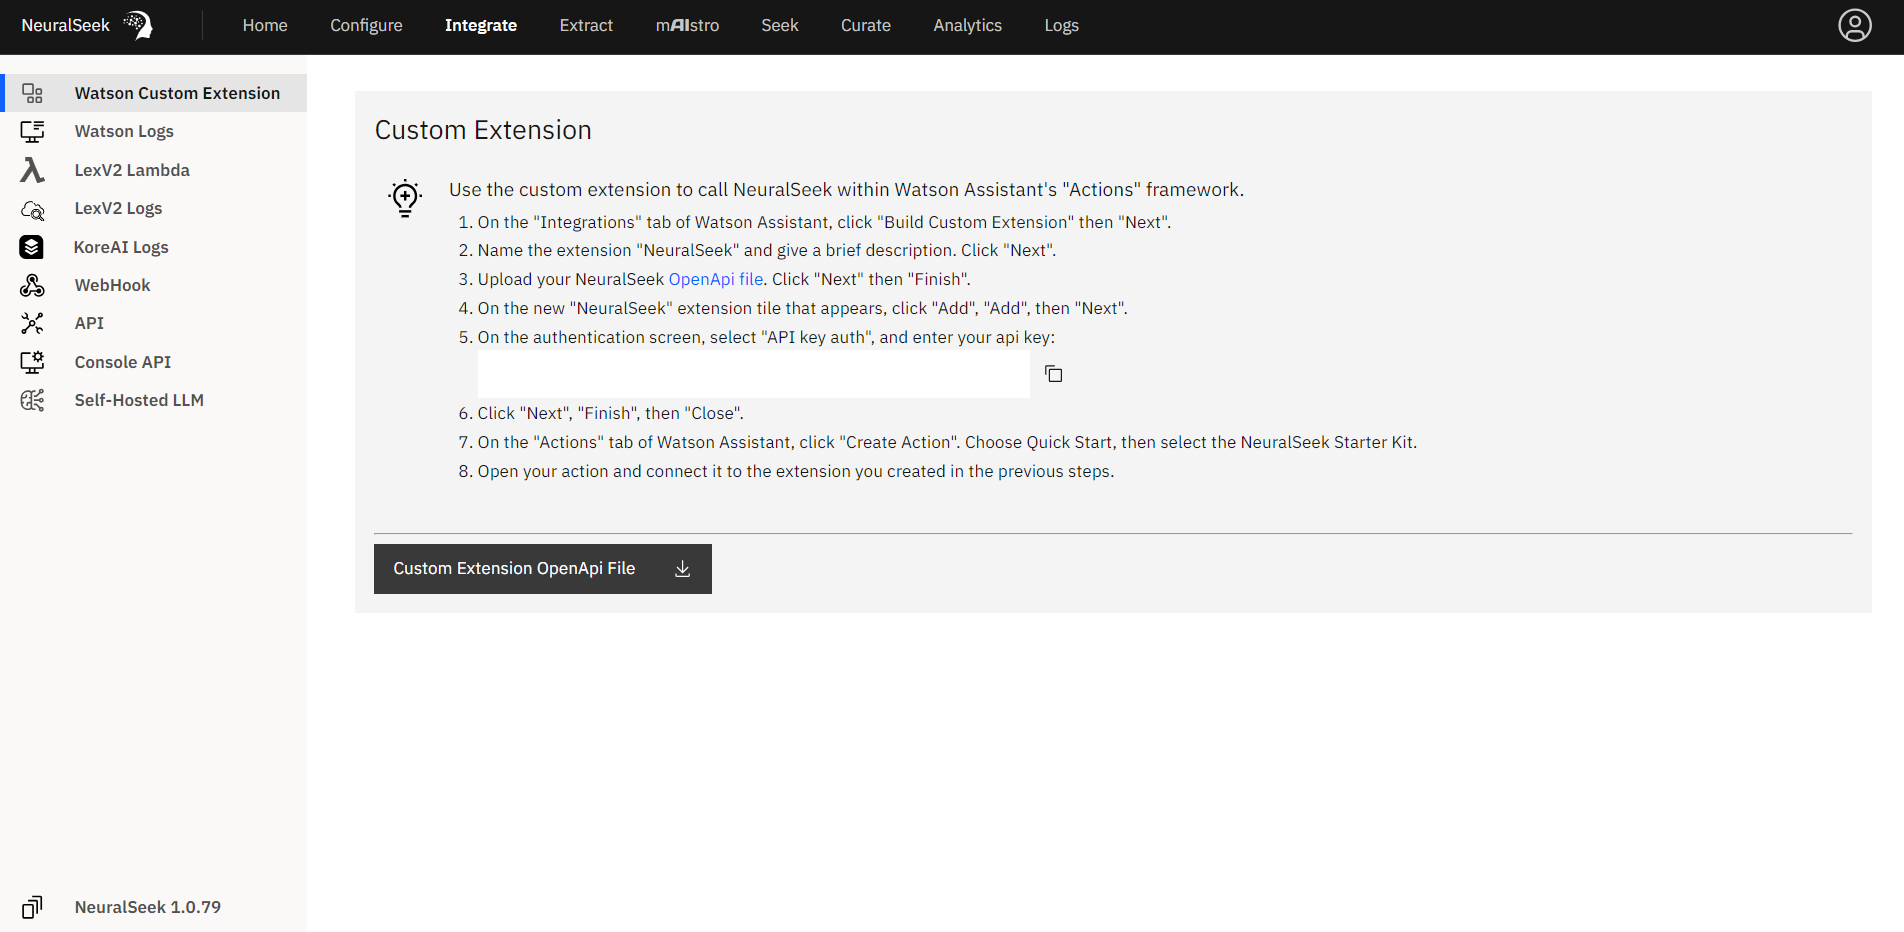 NeuralSeek
Home
Configure
Integrate
Extract
mAIstro
Seek
Curate
Analytics
Logs
Watson Custom Extension
Watson Logs
LexV2 Lambda
LexV2 Logs
KoreAI Logs
WebHook
API
Console API
Self-Hosted LLM
NeuralSeek 1.0.79
Custom Extension
Use the custom extension to call NeuralSeek within Watson Assistant's "Actions" framework.
1. On the "Integrations" tab of Watson Assistant, click "Build Custom Extension" then "Next".
2. Name the extension "NeuralSeek" and give a brief description. Click "Next".
3. Upload your NeuralSeek OpenApi file. Click "Next" then "Finish".
4. On the new "NeuralSeek" extension tile that appears, click "Add", "Add", then "Next".
5. On the authentication screen, select "API key auth", and enter your api key:
6. Click "Next", "Finish", then "Close".
7. On the "Actions" tab of Watson Assistant, click "Create Action". Choose Quick Start, then select the NeuralSeek Starter Kit.
8. Open your action and connect it to the extension you created in the previous steps.
Custom Extension OpenApi File